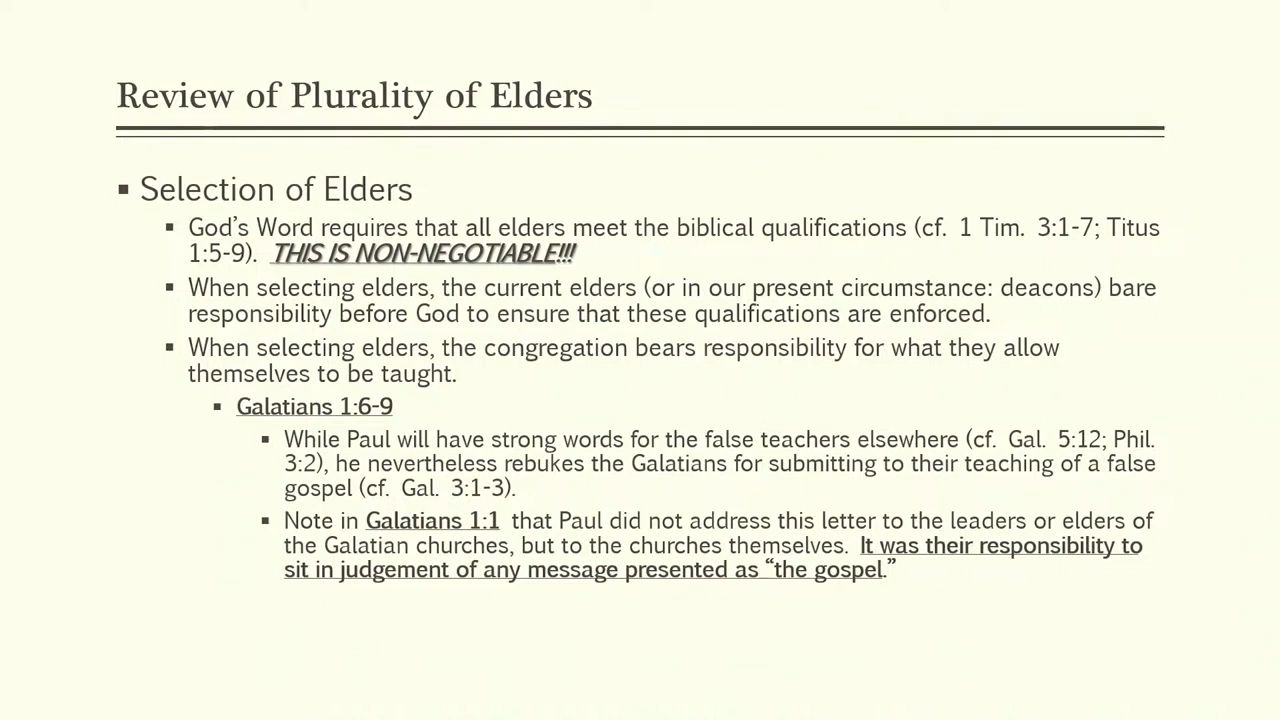 Review of Plurality of Elders
▪ Selection of Elders
▪ God’s Word requires that all elders meet the biblical qualifications (cf. 1 Tim. 3:1-7; Titus
1:5-9). THIS IS NON-NEGOTIABLE!!!
▪ When selecting elders, the current elders (or in our present circumstance: deacons) bare
responsibility before God to ensure that these qualifications are enforced.
▪ When selecting elders, the congregation bears responsibility for what they allow
themselves to be taught.
▪ Galatians 1:6-9
▪ While Paul will have strong words for the false teachers elsewhere (cf. Gal. 5:12; Phil.
3:2), he nevertheless rebukes the Galatians for submitting to their teaching of a false
gospel (cf. Gal. 3:1-3).
▪ Note in Galatians 1:1 that Paul did not address this letter to the leaders or elders of
the Galatian churches, but to the churches themselves. It was their responsibility to
sit in judgement of any message presented as “the gospel.”